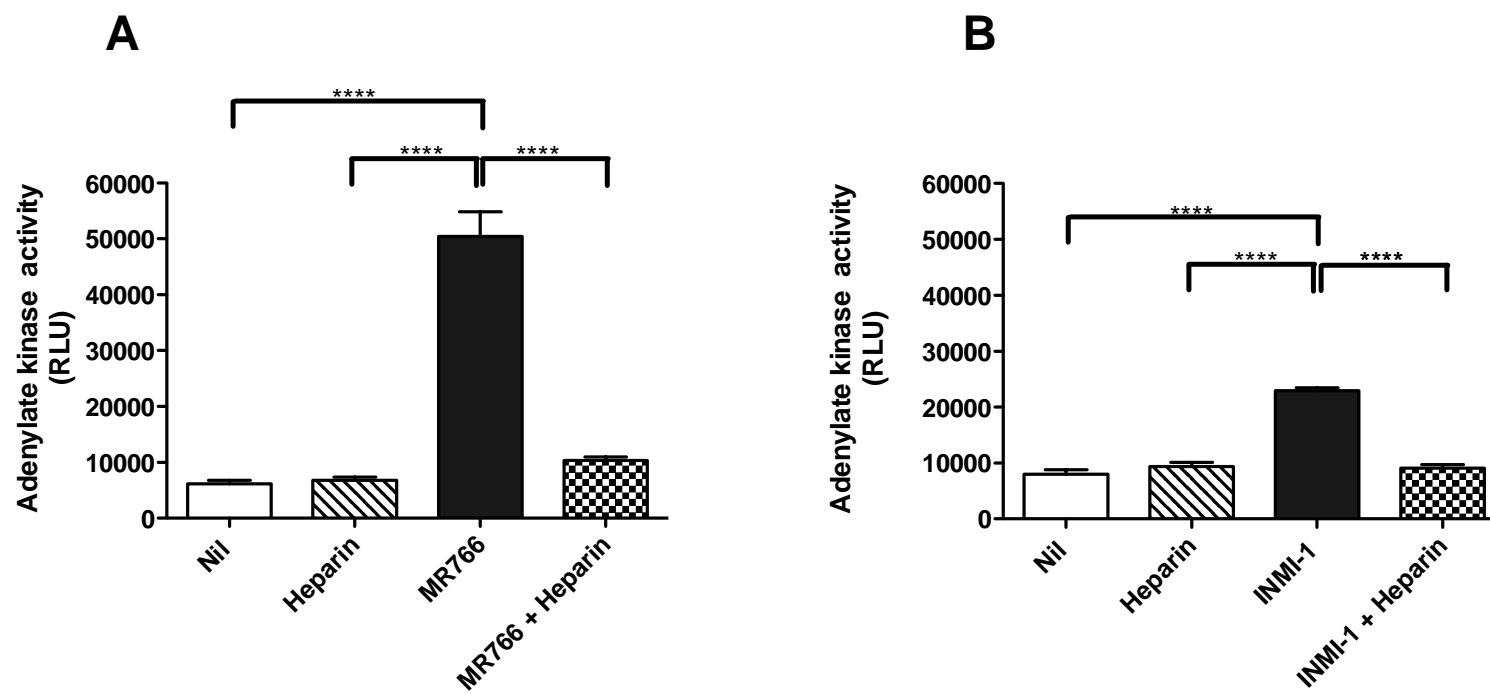 A
****
**** ****
Adenylate kinase activity
(RLU)
60000
50000
40000
30000
20000
10000
0
Nil
Heparin
MR766
MR766 + Heparin
B
****
**** ****
Adenylate kinase activity
(RLU)
60000
50000
40000
30000
20000
10000
0
Nil
Heparin
INMI-1
INMI-1 + Heparin